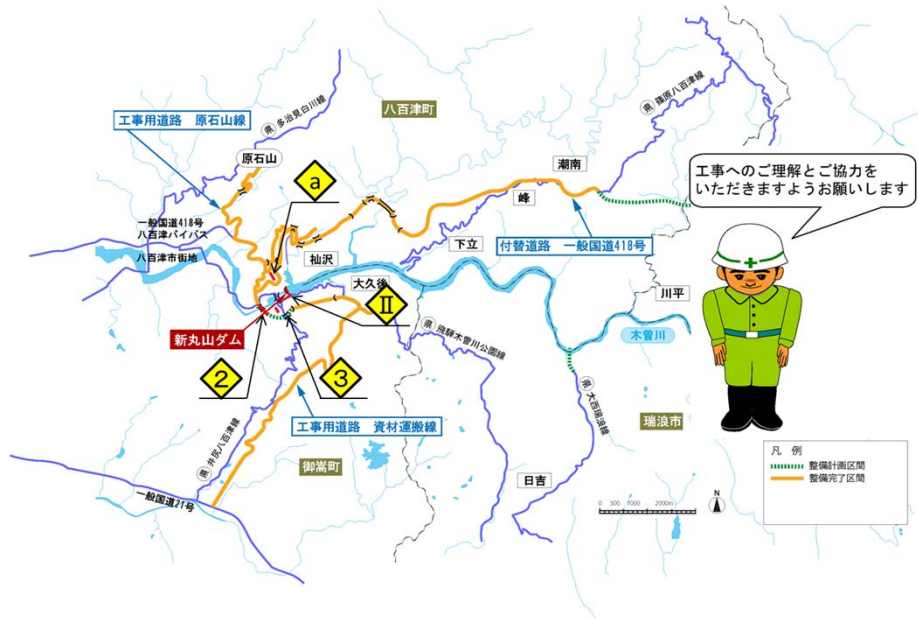 県 多治見白川線
県 篠原八百津線
八百津町
工事用道路 原石山線
原石山
潮南
工事へのご理解とご協力を
いただきますようお願いします
a
峰
一般国道418号
八百津バイパス
付替道路 一般国道418号
下立
杣沢
八百津市街地
大久後
川平
Ⅱ
県 飛騨木曽川公園線
木曽川
新丸山ダム
2
3
県 大西瑞浪線
瑞浪市
工事用道路 資材運搬線
県 井尻八百津線
御嵩町
凡 例
整備計画区間
整備完了区間
日吉
一般国道21号
0 500 1000 2000m
N